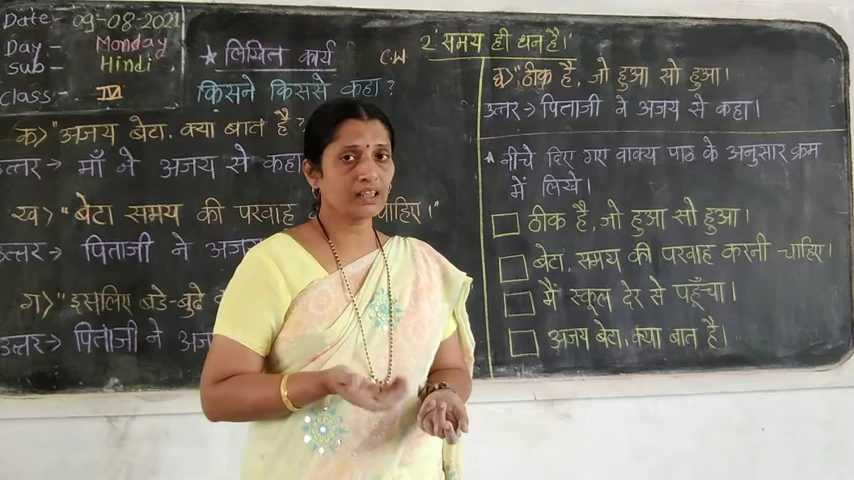 Date:- 09-08-2021
Day :- Monday
Sub :- Hindi
Class:- IV
★ लिखित कार्य C.W
किसने किससे कहा?
क> "अजय बेटा, क्या बात है?
उत्तर> माँ ने अजय से कहा
ख> "बेटा समय की परवाह चाहिए।"
उत्तर> पिताजी ने अजय
ग> "इसलिए बडे-बुढे
उत्तर> पिताजी ने अज
2 'समय ही धन है।'
घ> "ठीक है, जो हुआ सो हुआ।
उत्तर> पिताजी ने अजय से कहा।
★ नीचे दिए गए वाक्य पाठ के अनुसार क्रम
में लिखे।
ठीक है, जो हुआ सो हुआ।
बेटा, समय की परवाह करनी चाहिए।
मैं स्कूल देर से पहुँचा।
अजय बेटा, क्या बात है।